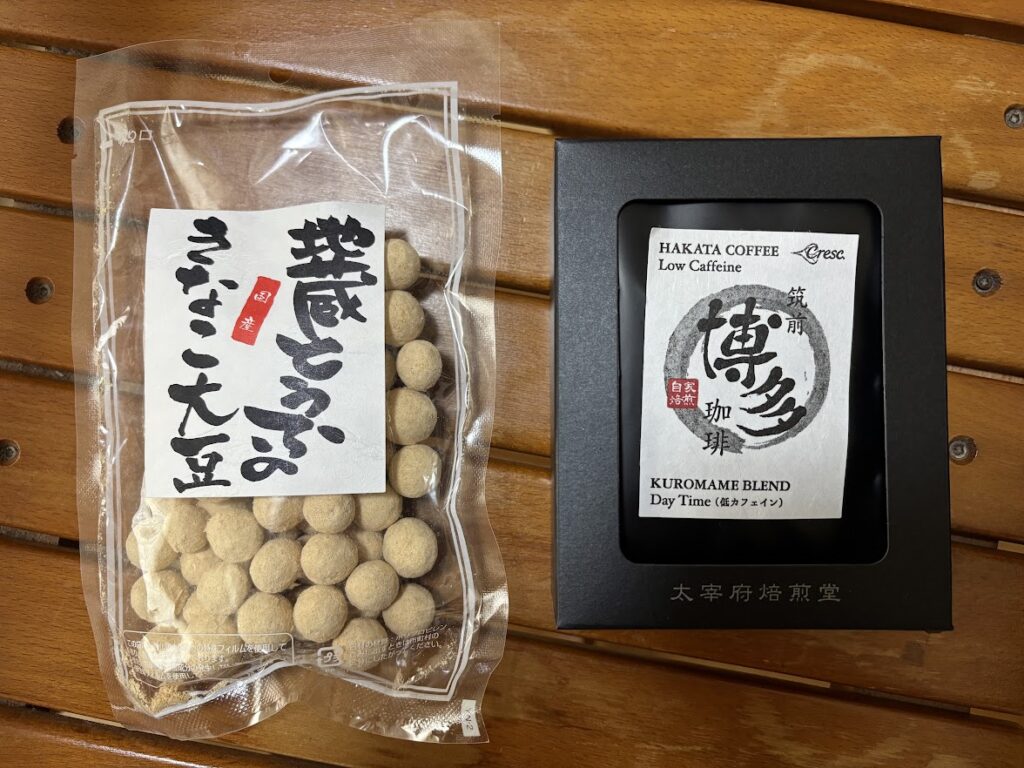 地蔵とうふの
きなこ大豆
国産
HAKATA COFFEE
Cresc.
Low Caffeine
筑前
博多
珈琲
自家
焙煎
KUROMAME BLEND
Day Time（低カフェイン）
太宰府焙煎堂